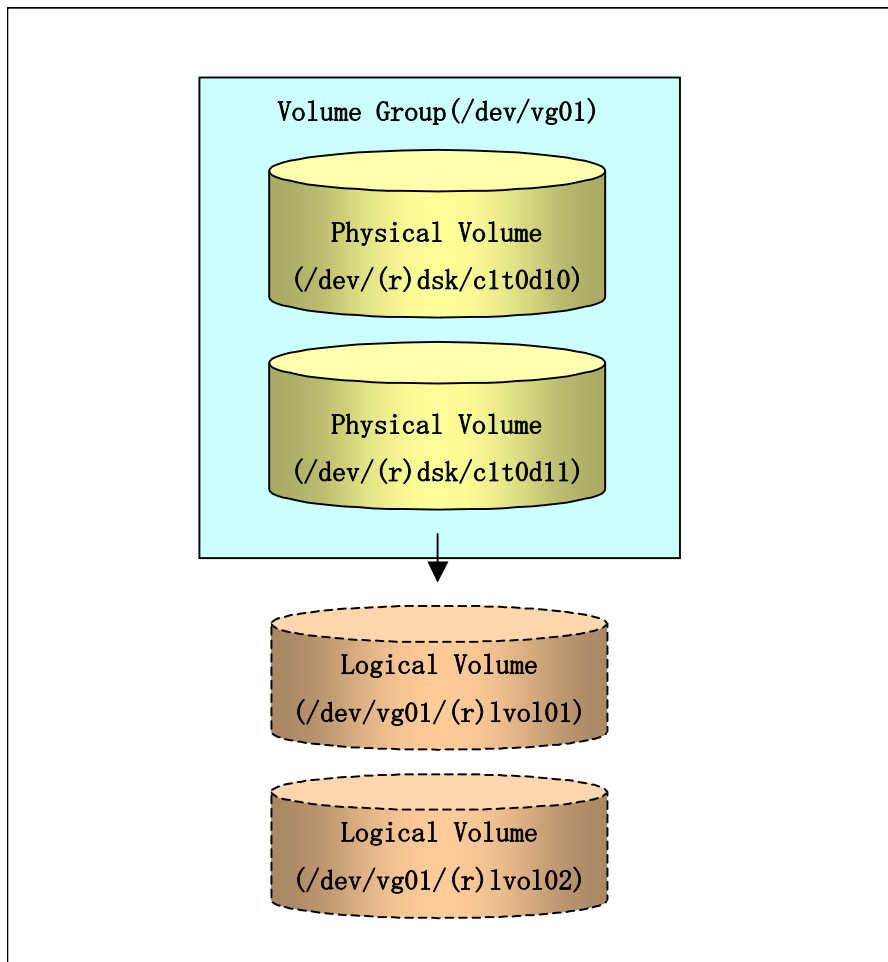 Volume Group(/dev/vg01)
Physical Volume
(/dev/(r)dsk/c1t0d10)
Physical Volume
(/dev/(r)dsk/c1t0d11)
Logical Volume
(/dev/vg01/(r)lvol01)
Logical Volume
(/dev/vg01/(r)lvol02)